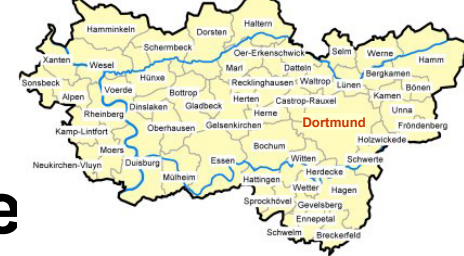 Haltern
Hamminkeln
Dorsten
Schermbeck
Oer-Erkenschwick
Selm
Werne
Xanten
Wesel
Marl
Datteln
Hamm
Bergkamen
Sonsbeck
Hünxe
Recklinghausen
Waltrop
Lünen
Bönen
Voerde
Bottrop
Alpen
Herten
Castrop-Rauxel
Kamen
Dinslaken
Gladbeck
Unna
Rheinberg
Herne
Dortmund
Fröndenberg
Kamp-Lintfort
Oberhausen
Gelsenkirchen
Holzwickede
Moers
Bochum
Neukirchen-Vluyn
Duisburg
Essen
Witten
Schwerte
Mülheim
Hattingen
Herdecke
Wetter
Hagen
Sprockhövel
Gevelsberg
e
Ennepetal
Schwelm
Breckerfeld